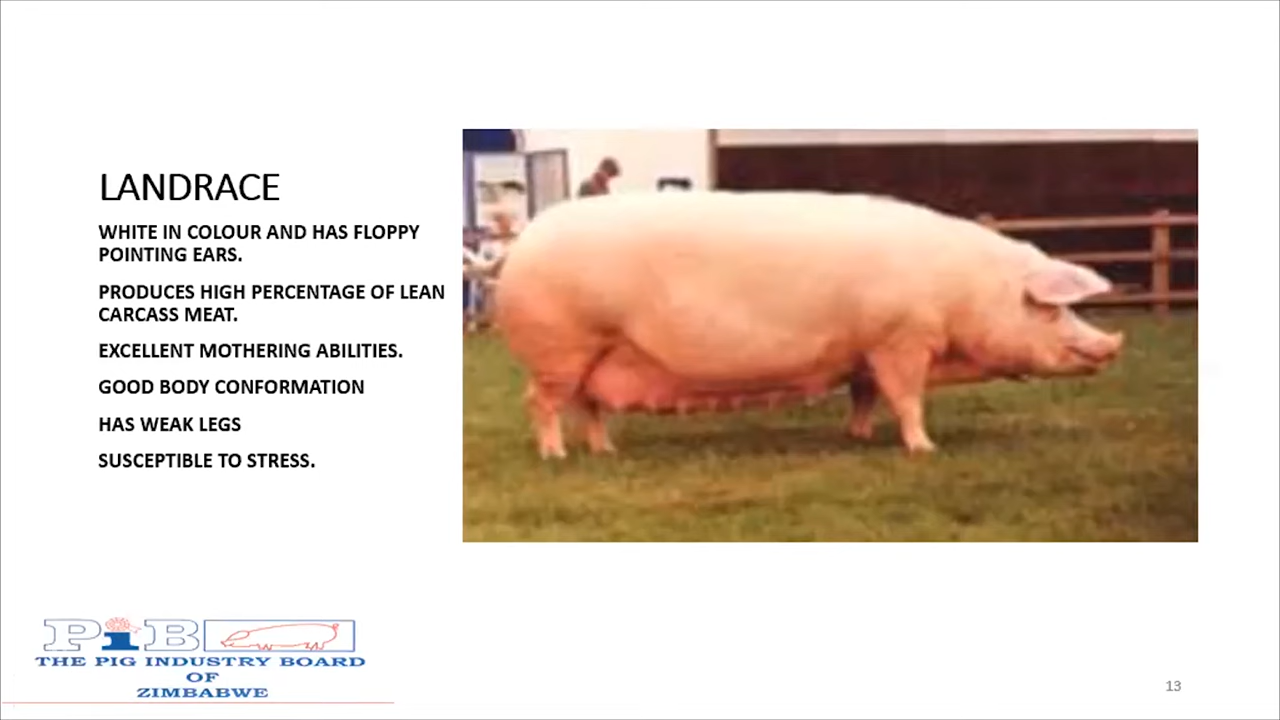 LANDRACE
WHITE IN COLOUR AND HAS FLOPPY
POINTING EARS.
PRODUCES HIGH PERCENTAGE OF LEAN
CARCASS MEAT.
EXCELLENT MOTHERING ABILITIES.
GOOD BODY CONFORMATION
HAS WEAK LEGS
SUSCEPTIBLE TO STRESS.
PiB
THE PIG INDUSTRY BOARD
OF
ZIMBABWE
13